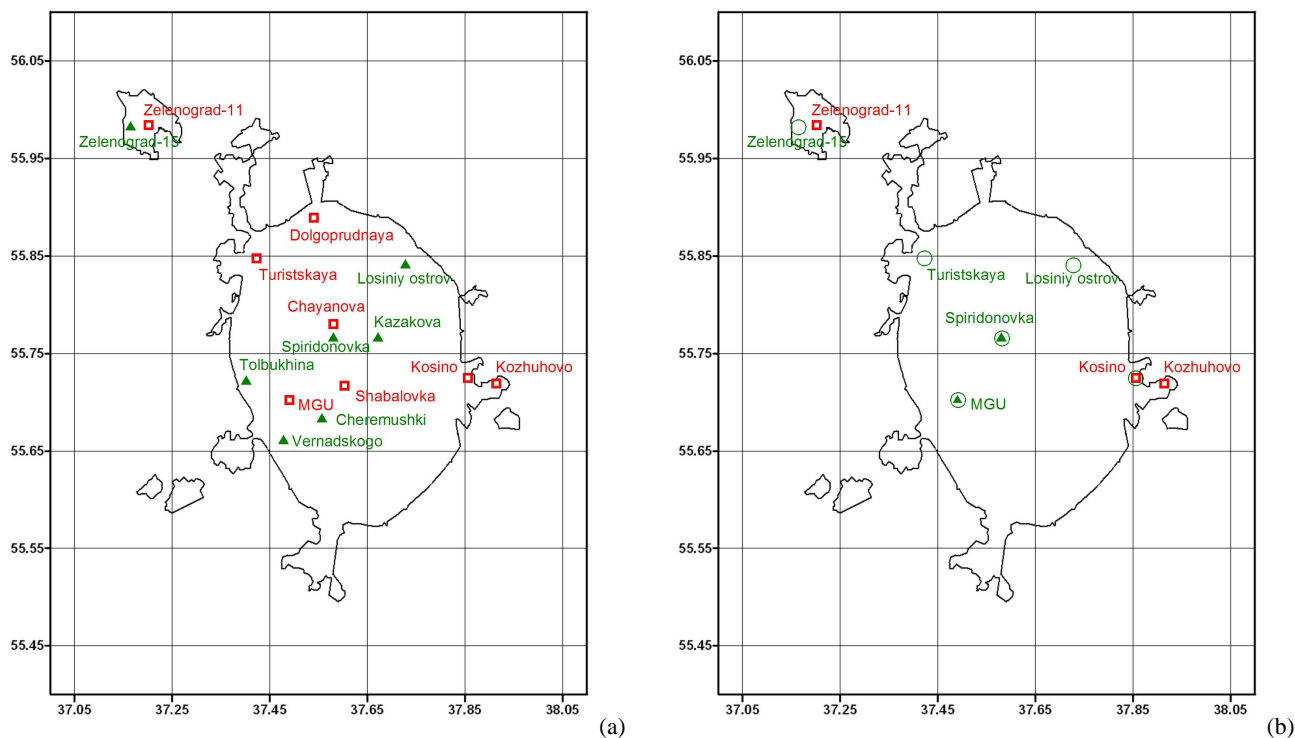 56.05
Zelenograd-11
Zelenograd-15
55.95
Dolgoprudnaya
55.85
Turistskaya
Losiniy ostrov
Chayanova
Kazakova
Spiridonovka
55.75
Tolbukhina
Kosino
Kozhuhovo
Shabalovka
MGU
Cheremushki
Vernadskogo
55.65
55.55
55.45
37.05 37.25 37.45 37.65 37.85 38.05
(a)
56.05
Zelenograd-11
Zelenograd-15
55.95
55.85
Turistskaya
Losiniy ostrov
Spiridonovka
55.75
Kosino
Kozhuhovo
MGU
55.65
55.55
55.45
37.05 37.25 37.45 37.65 37.85 38.05
(b)